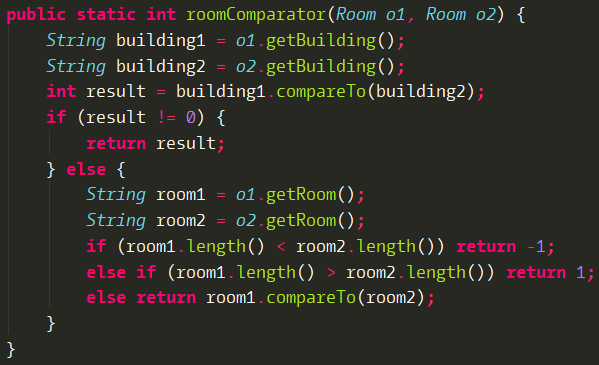 public static int roomComparator(Room o1, Room o2) {
    String building1 = o1.getBuilding();
    String building2 = o2.getBuilding();
    int result = building1.compareTo(building2);
    if (result != 0) {
        return result;
    } else {
        String room1 = o1.getRoom();
        String room2 = o2.getRoom();
        if (room1.length() < room2.length()) return -1;
        else if (room1.length() > room2.length()) return 1;
        else return room1.compareTo(room2);
    }
}